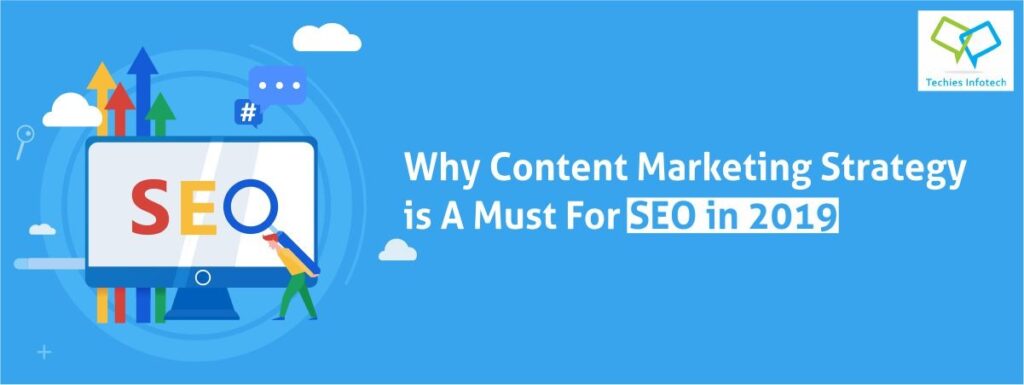 Techies Infotech
#
SEO
Why Content Marketing Strategy
is A Must For SEO in 2019